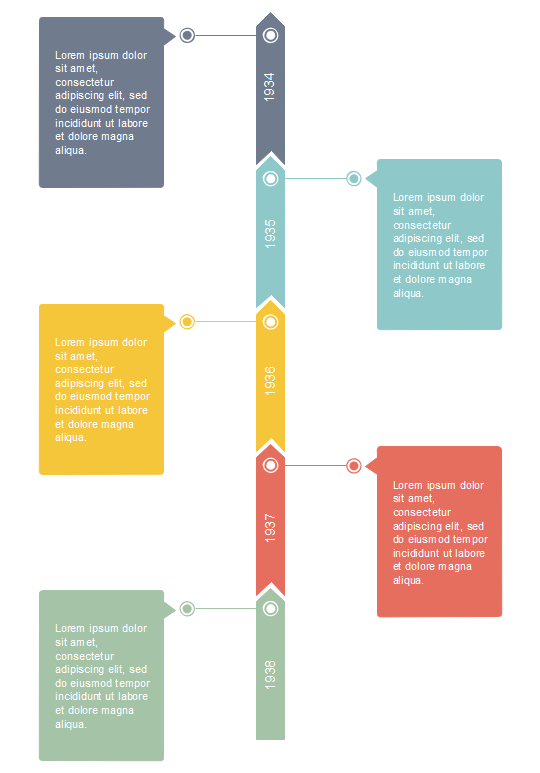 Lorem ipsum dolor
sit amet,
consectetur
adipiscing elit, sed
do eiusmod tempor
incididunt ut labore
et dolore magna
aliqua.
1934
1935
Lorem ipsum dolor
sit amet,
consectetur
adipiscing elit, sed
do eiusmod tempor
incididunt ut labore
et dolore magna
aliqua.
Lorem ipsum dolor
sit amet,
consectetur
adipiscing elit, sed
do eiusmod tempor
incididunt ut labore
et dolore magna
aliqua.
1936
1937
Lorem ipsum dolor
sit amet,
consectetur
adipiscing elit, sed
do eiusmod tempor
incididunt ut labore
et dolore magna
aliqua.
Lorem ipsum dolor
sit amet,
consectetur
adipiscing elit, sed
do eiusmod tempor
incididunt ut labore
et dolore magna
aliqua.
1938